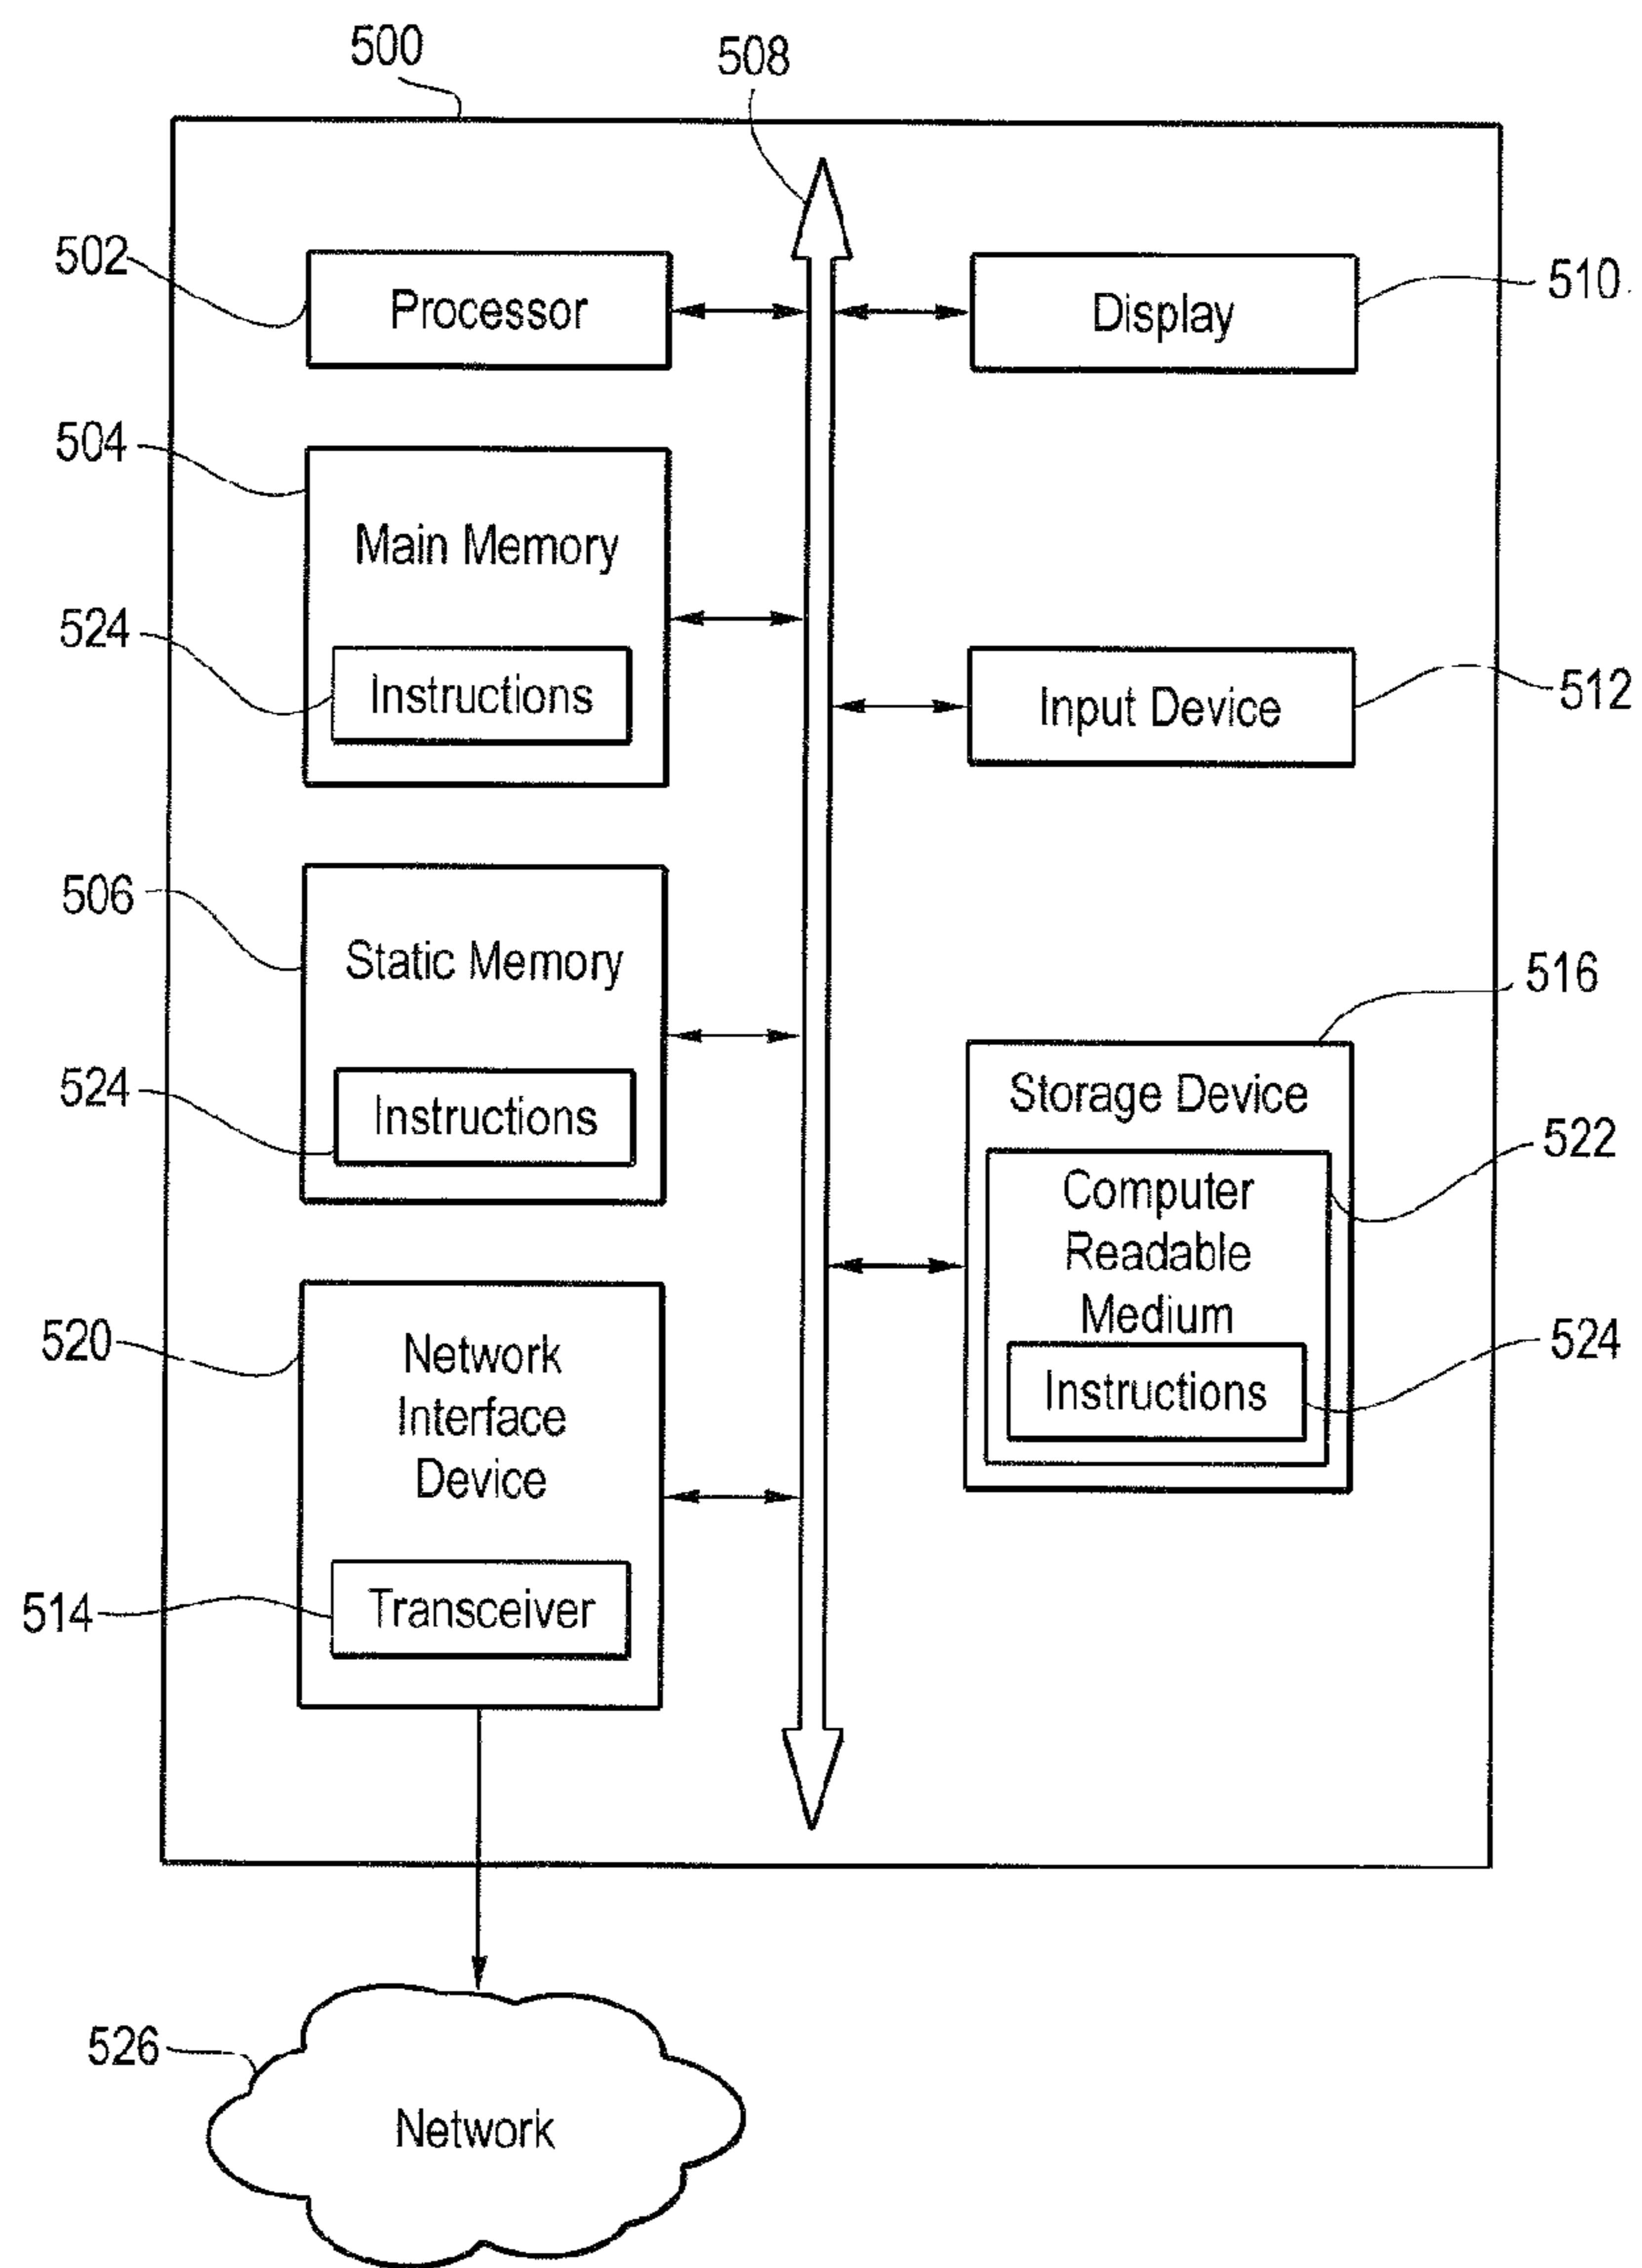 500
508
502
Processor
Display
510
504
Main Memory
524
Instructions
Input Device
512
506
Static Memory
524
Instructions
516
Storage Device
522
Computer
Readable
Medium
524
Instructions
520
Network
Interface
Device
514
Transceiver
526
Network